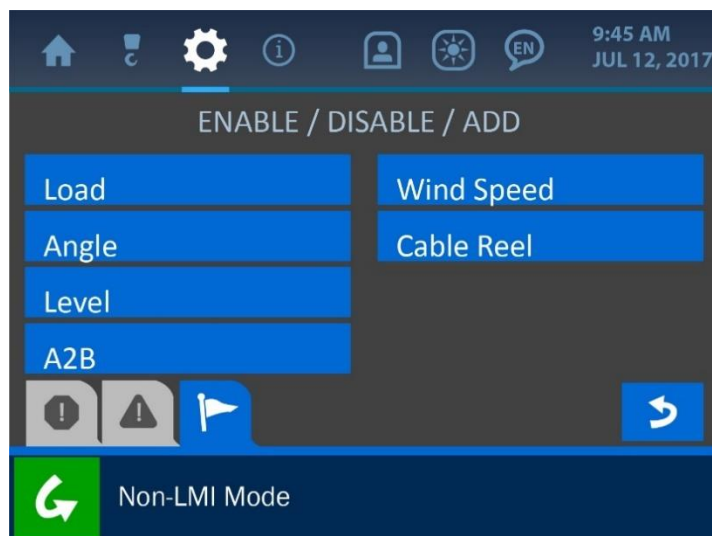 EN
9:45 AM
JUL 12, 2017
ENABLE / DISABLE / ADD
Load
Wind Speed
Angle
Cable Reel
Level
A2B
Non-LMI Mode